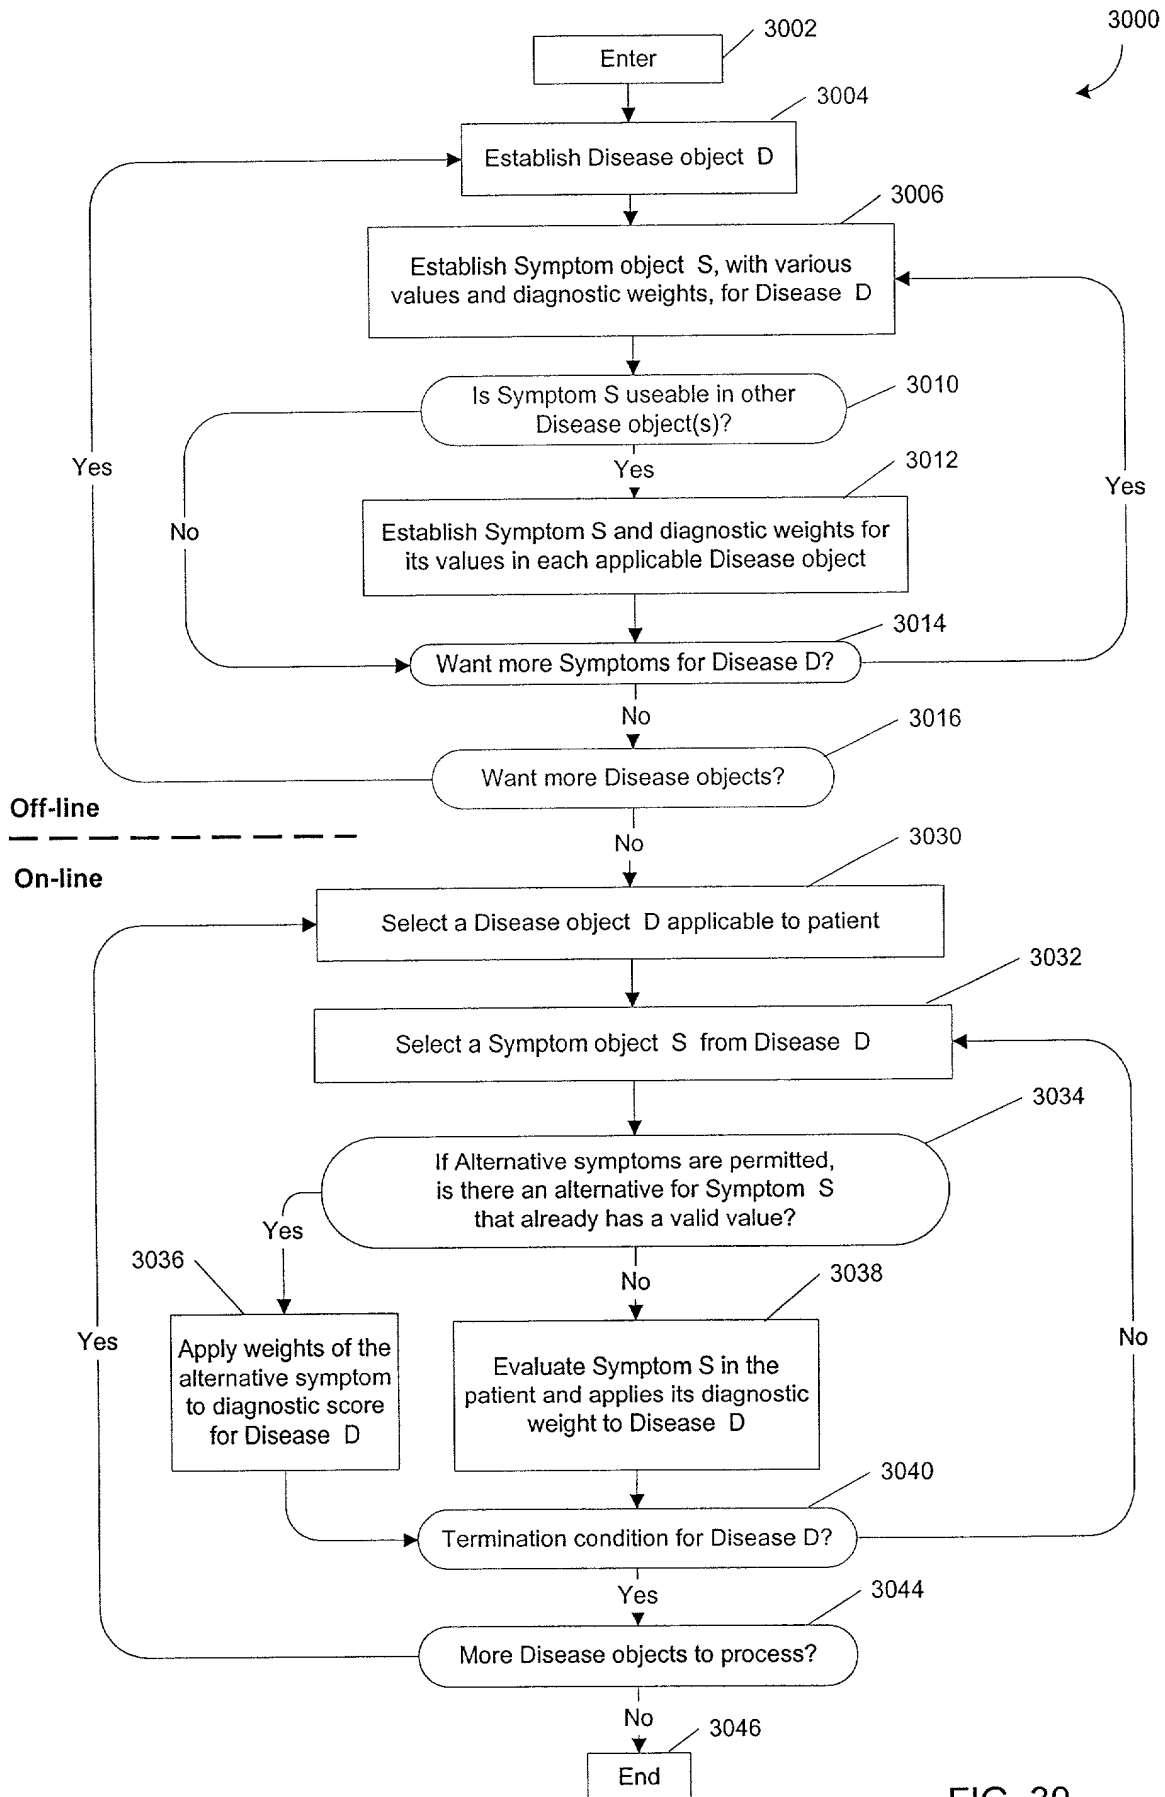 3000
3002
Enter
3004
Establish Disease object D
3006
Establish Symptom object S, with various
values and diagnostic weights, for Disease D
Is Symptom S useable in other
Disease object(s)?
3010
Yes
Yes
3012
Yes
No
Establish Symptom S and diagnostic weights for
its values in each applicable Disease object
3014
Want more Symptoms for Disease D?
No
3016
Want more Disease objects?
Off-line
No
3030
On-line
Select a Disease object D applicable to patient
3032
Select a Symptom object S from Disease D
3034
If Alternative symptoms are permitted,
is there an alternative for Symptom S
that already has a valid value?
Yes
3036
No
3038
Yes
No
Apply weights of the
alternative symptom
to diagnostic score
for Disease D
Evaluate Symptom S in the
patient and applies its diagnostic
weight to Disease D
3040
Termination condition for Disease D?
Yes
3044
More Disease objects to process?
No
3046
End